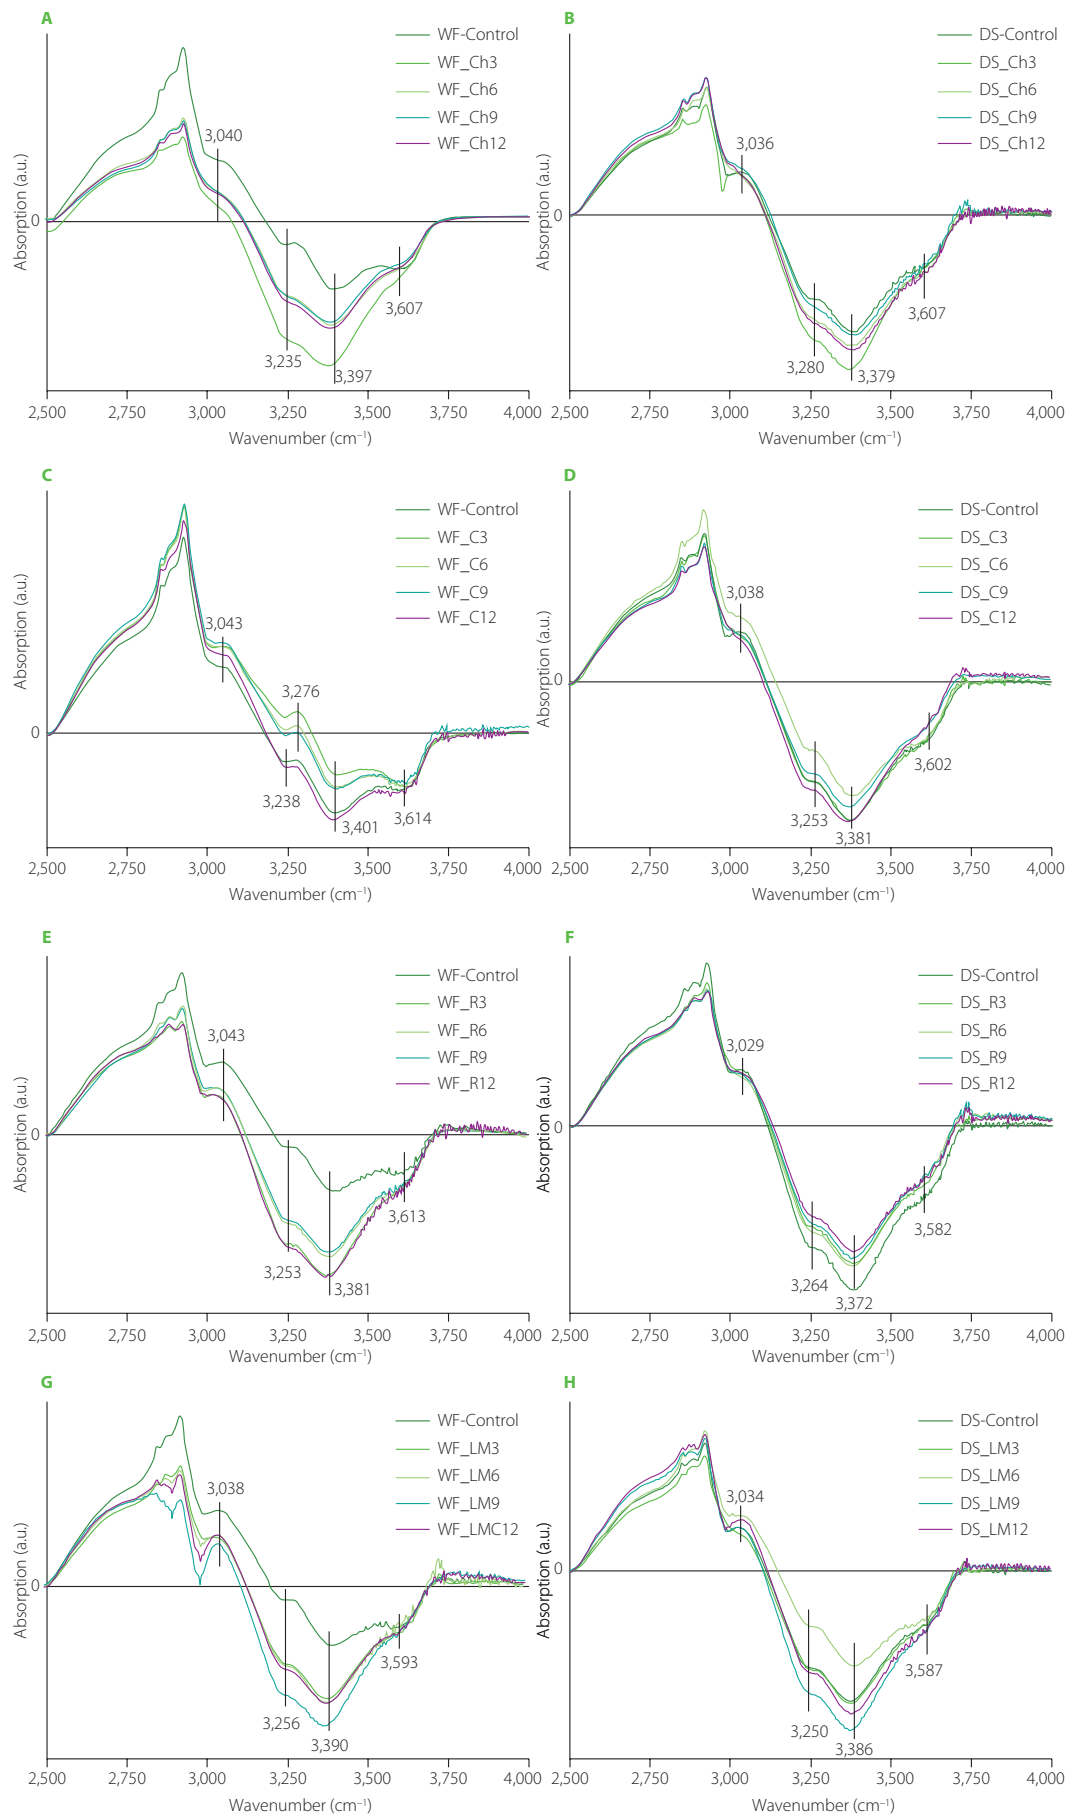 A
WF-Control
WF_Ch3
WF_Ch6
WF_Ch9
WF_Ch12
3,040
Absorption (a.u.)
0
3,607
3,235
3,397
2,500 2,750 3,000 3,250 3,500 3,750 4,000
Wavenumber (cm⁻¹)
B
DS-Control
DS_Ch3
DS_Ch6
DS_Ch9
DS_Ch12
3,036
Absorption (a.u.)
0
3,607
3,280
3,379
2,500 2,750 3,000 3,250 3,500 3,750 4,000
Wavenumber (cm⁻¹)
C
WF-Control
WF_C3
WF_C6
WF_C9
WF_C12
3,043
Absorption (a.u.)
3,276
0
3,238
3,401
3,614
2,500 2,750 3,000 3,250 3,500 3,750 4,000
Wavenumber (cm⁻¹)
D
DS-Control
DS_C3
DS_C6
DS_C9
DS_C12
3,038
Absorption (a.u.)
0
3,602
3,253
3,381
2,500 2,750 3,000 3,250 3,500 3,750 4,000
Wavenumber (cm⁻¹)
E
WF-Control
WF_R3
WF_R6
WF_R9
WF_R12
3,043
Absorption (a.u.)
0
3,613
3,253
3,381
2,500 2,750 3,000 3,250 3,500 3,750 4,000
Wavenumber (cm⁻¹)
F
DS-Control
DS_R3
DS_R6
DS_R9
DS_R12
3,029
Absorption (a.u.)
0
3,582
3,264
3,372
2,500 2,750 3,000 3,250 3,500 3,750 4,000
Wavenumber (cm⁻¹)
G
WF-Control
WF_LM3
WF_LM6
WF_LM9
WF_LMC12
3,038
Absorption (a.u.)
0
3,593
3,256
3,390
2,500 2,750 3,000 3,250 3,500 3,750 4,000
Wavenumber (cm⁻¹)
H
DS-Control
DS_LM3
DS_LM6
DS_LM9
DS_LM12
3,034
Absorption (a.u.)
0
3,587
3,250
3,386
2,500 2,750 3,000 3,250 3,500 3,750 4,000
Wavenumber (cm⁻¹)